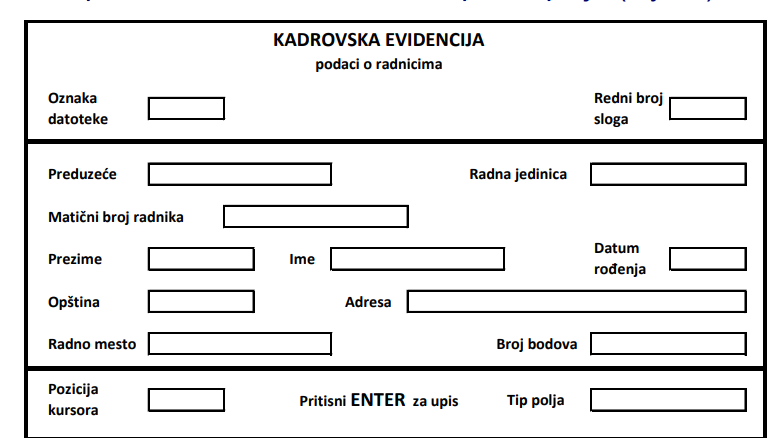 KADROVSKA EVIDENCIJA
podaci o radnicima
Oznaka datoteke
Redni broj sloga
Preduzeće Radna jedinica
Matični broj radnika
Prezime Ime Datum rođenja
Opština Adresa
Radno mesto Broj bodova
Pozicija kursora Pritisni ENTER za upis Tip polja